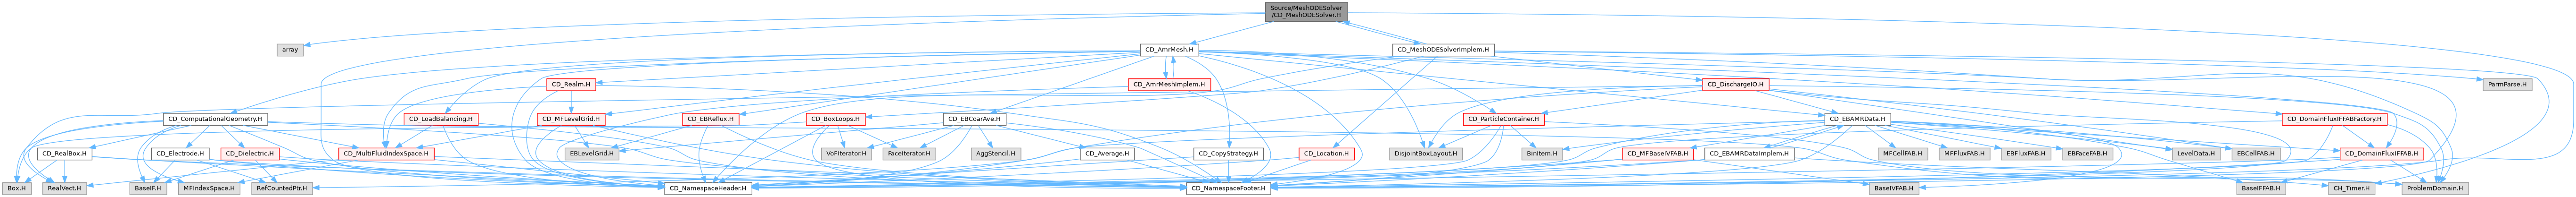 Source/MeshODESolver
/CD_MeshODESolver.H
array
CD_AmrMesh.H
CD_MeshODESolverImplem.H
CD_Realm.H
CD_AmrMeshImplem.H
CD_DischargeIO.H
ParmParse.H
CD_ComputationalGeometry.H
CD_LoadBalancing.H
CD_MFLevelGrid.H
CD_EBReflux.H
CD_BoxLoops.H
CD_EBCoarAve.H
CD_ParticleContainer.H
CD_EBAMRData.H
CD_DomainFluxIFFABFactory.H
CD_RealBox.H
CD_Electrode.H
CD_Dielectric.H
CD_MultiFluidIndexSpace.H
EBLevelGrid.H
VoFIterator.H
FaceIterator.H
AggStencil.H
CD_Average.H
CD_CopyStrategy.H
CD_Location.H
DisjointBoxLayout.H
BinItem.H
CD_MFBaseIVFAB.H
CD_EBAMRDataImplem.H
MFCellFAB.H
MFFluxFAB.H
EBFluxFAB.H
EBFaceFAB.H
LevelData.H
EBCellFAB.H
CD_DomainFluxIFFAB.H
Box.H
RealVect.H
BaseIF.H
MFIndexSpace.H
RefCountedPtr.H
CD_NamespaceHeader.H
CD_NamespaceFooter.H
BaseIVFAB.H
BaseIFFAB.H
CH_Timer.H
ProblemDomain.H